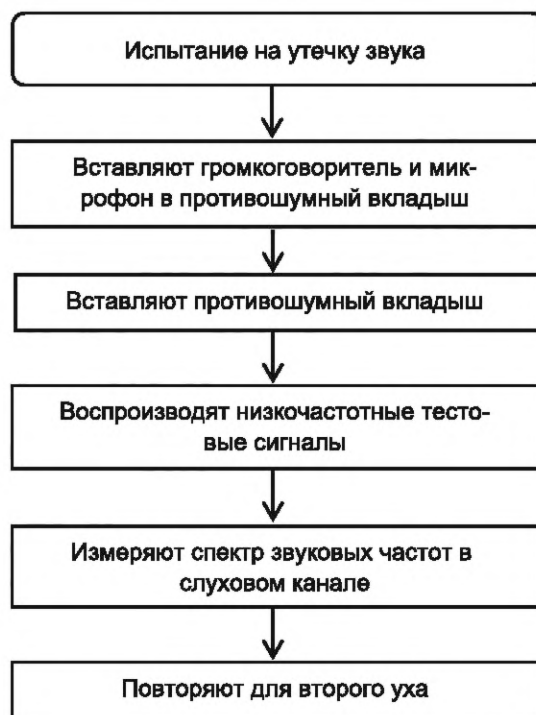 Испытание на утечку звука
Вставляют громкоговоритель и мик-
рофон в противошумный вкладыш
Вставляют противошумный вкладыш
Воспроизводят низкочастотные тесто-
вые сигналы
Измеряют спектр звуковых частот в
слуховом канале
Повторяют для второго уха